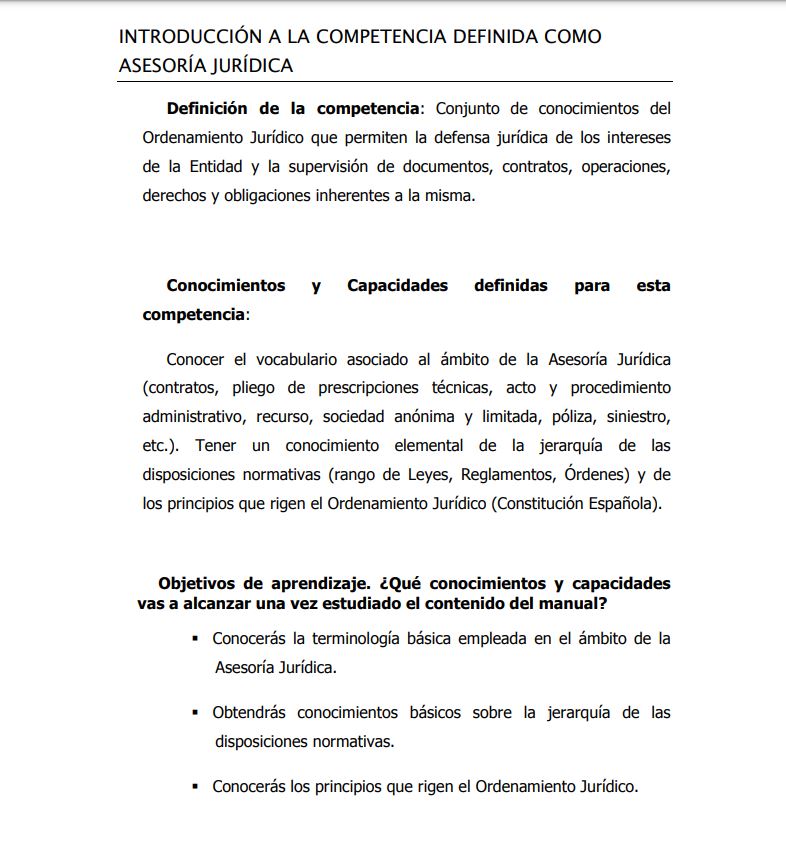 INTRODUCCIÓN A LA COMPETENCIA DEFINIDA COMO
ASESORÍA JURÍDICA
Definición de la competencia: Conjunto de conocimientos del
Ordenamiento Jurídico que permiten la defensa jurídica de los intereses
de la Entidad y la supervisión de documentos, contratos, operaciones,
derechos y obligaciones inherentes a la misma.
Conocimientos y Capacidades definidas para esta
competencia:
Conocer el vocabulario asociado al ámbito de la Asesoría Jurídica
(contratos, pliego de prescripciones técnicas, acto y procedimiento
administrativo, recurso, sociedad anónima y limitada, póliza, siniestro,
etc.). Tener un conocimiento elemental de la jerarquía de las
disposiciones normativas (rango de Leyes, Reglamentos, Órdenes) y de
los principios que rigen el Ordenamiento Jurídico (Constitución Española).
Objetivos de aprendizaje. ¿Qué conocimientos y capacidades
vas a alcanzar una vez estudiado el contenido del manual?
▪ Conocerás la terminología básica empleada en el ámbito de la
Asesoría Jurídica.
▪ Obtendrás conocimientos básicos sobre la jerarquía de las
disposiciones normativas.
▪ Conocerás los principios que rigen el Ordenamiento Jurídico.